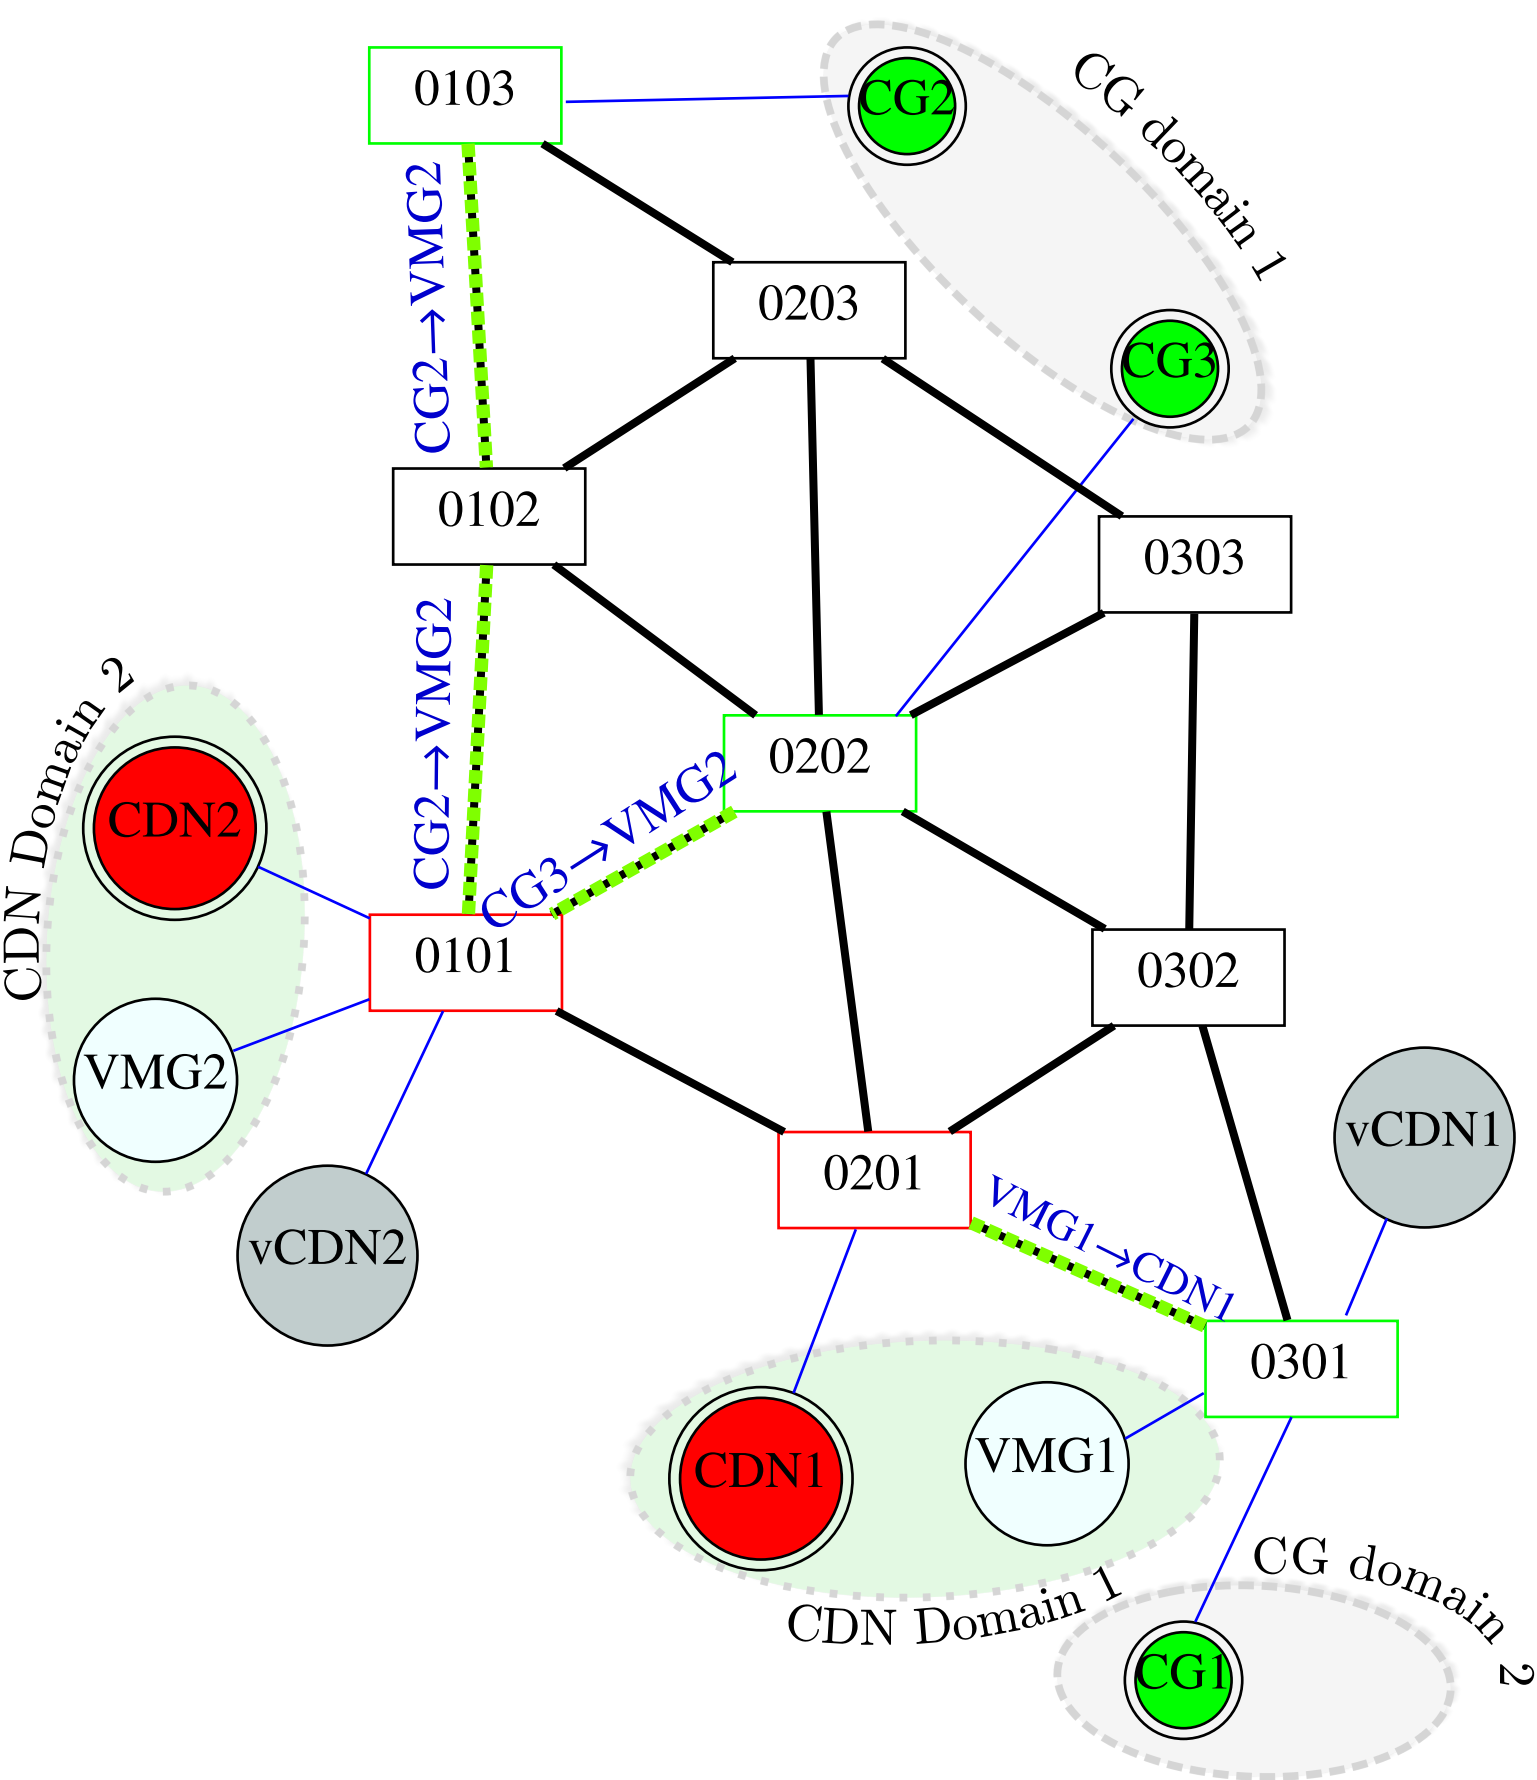 0103
CG2
CG domain 1
CG2→VMG2
0203
CG3
0102
0303
CG2→VMG2
CDN Domain 2
0202
CDN2
CG3→VMG2
0101
0302
VMG2
vCDN1
0201
VMG1→CDN1
vCDN2
0301
CDN1
VMG1
CDN Domain 1
CG domain 2
CG1